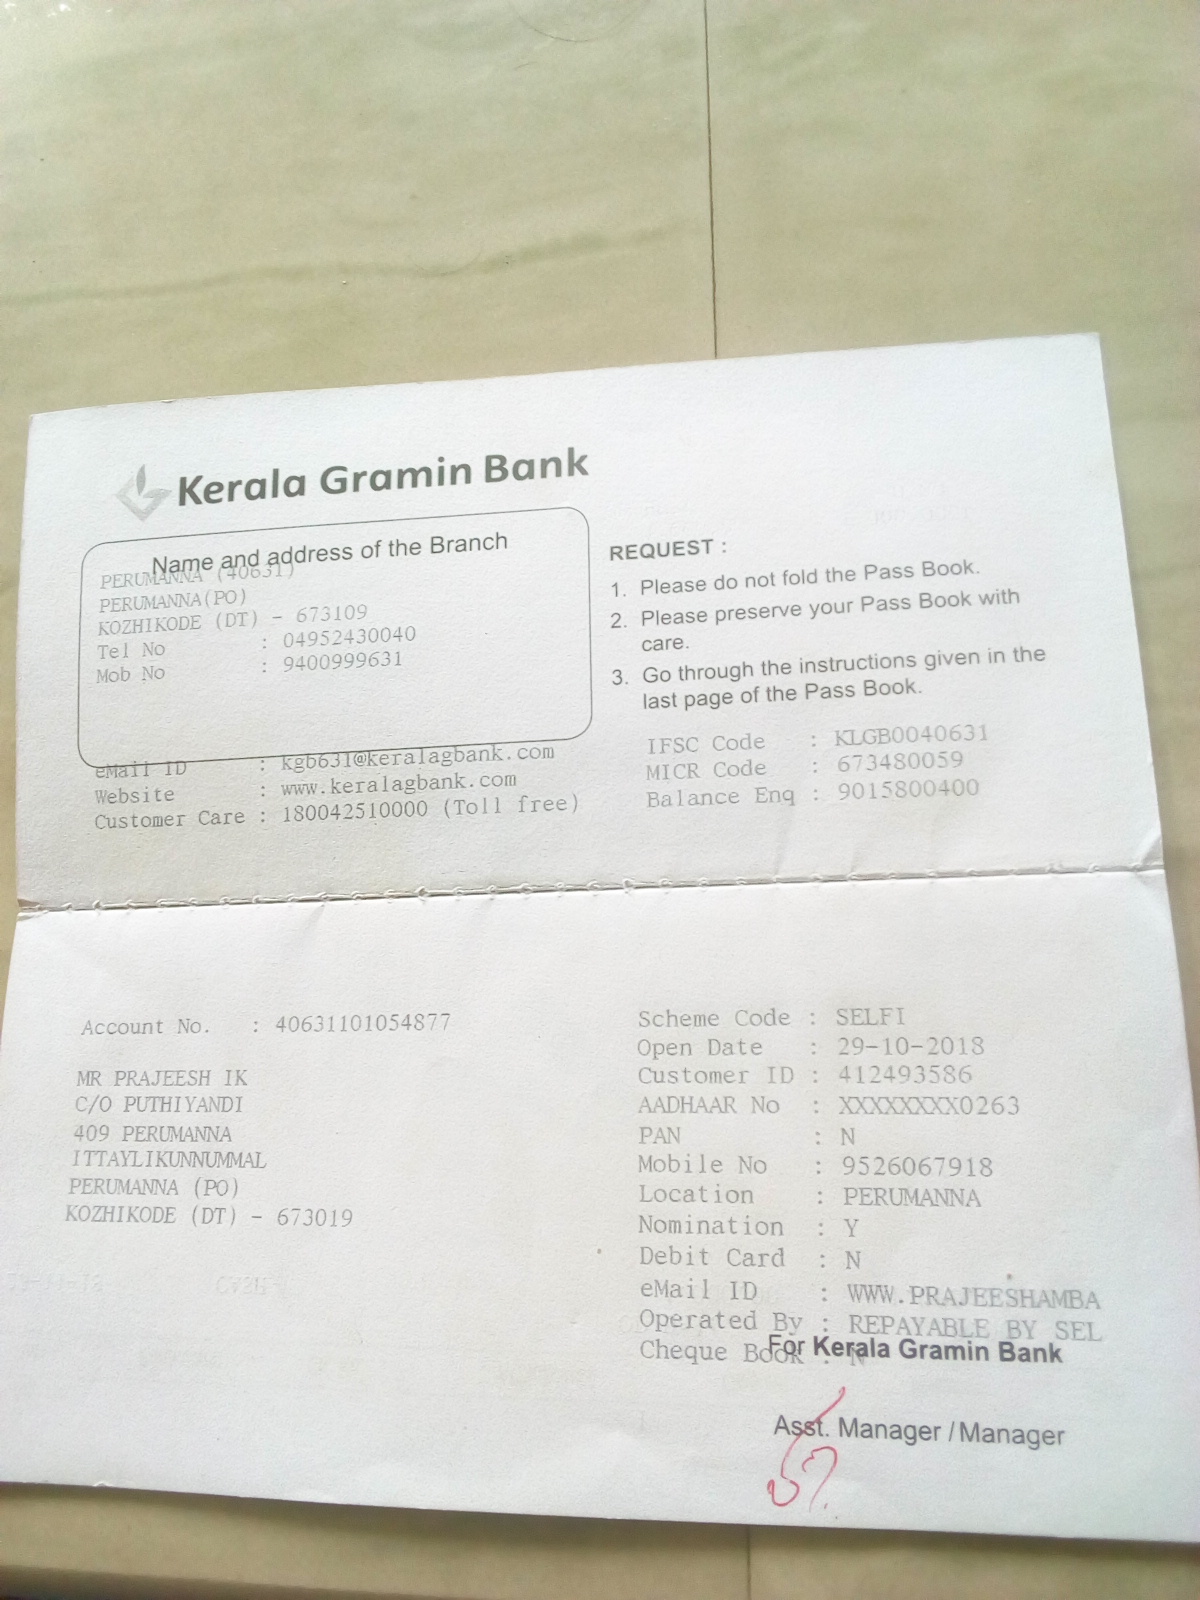 Kerala Gramin Bank
Name and address of the Branch
PERUMANNA (40631)
PERUMANNA(PO)
KOZHIKODE (DT) - 673109
Tel No : 04952430040
Mob No : 9400999631
eMail ID : kgb631@keralagbank.com
Website : www.keralagbank.com
Customer Care : 180042510000 (Toll free)
REQUEST :
1. Please do not fold the Pass Book.
2. Please preserve your Pass Book with
care.
3. Go through the instructions given in the
last page of the Pass Book.
IFSC Code : KLGB0040631
MICR Code : 673480059
Balance Enq : 9015800400
Account No. : 40631101054877
MR PRAJEESH IK
C/O PUTHIYANDI
409 PERUMANNA
ITTAYLIKUNNUMMAL
PERUMANNA (PO)
KOZHIKODE (DT) - 673019
Scheme Code : SELFI
Open Date : 29-10-2018
Customer ID : 412493586
AADHAAR No : XXXXXXXX0263
PAN : N
Mobile No : 9526067918
Location : PERUMANNA
Nomination : Y
Debit Card : N
eMail ID : WWW.PRAJEESHAMBA
Operated By : REPAYABLE BY SEL
Cheque Book : N
For Kerala Gramin Bank
Asst. Manager / Manager